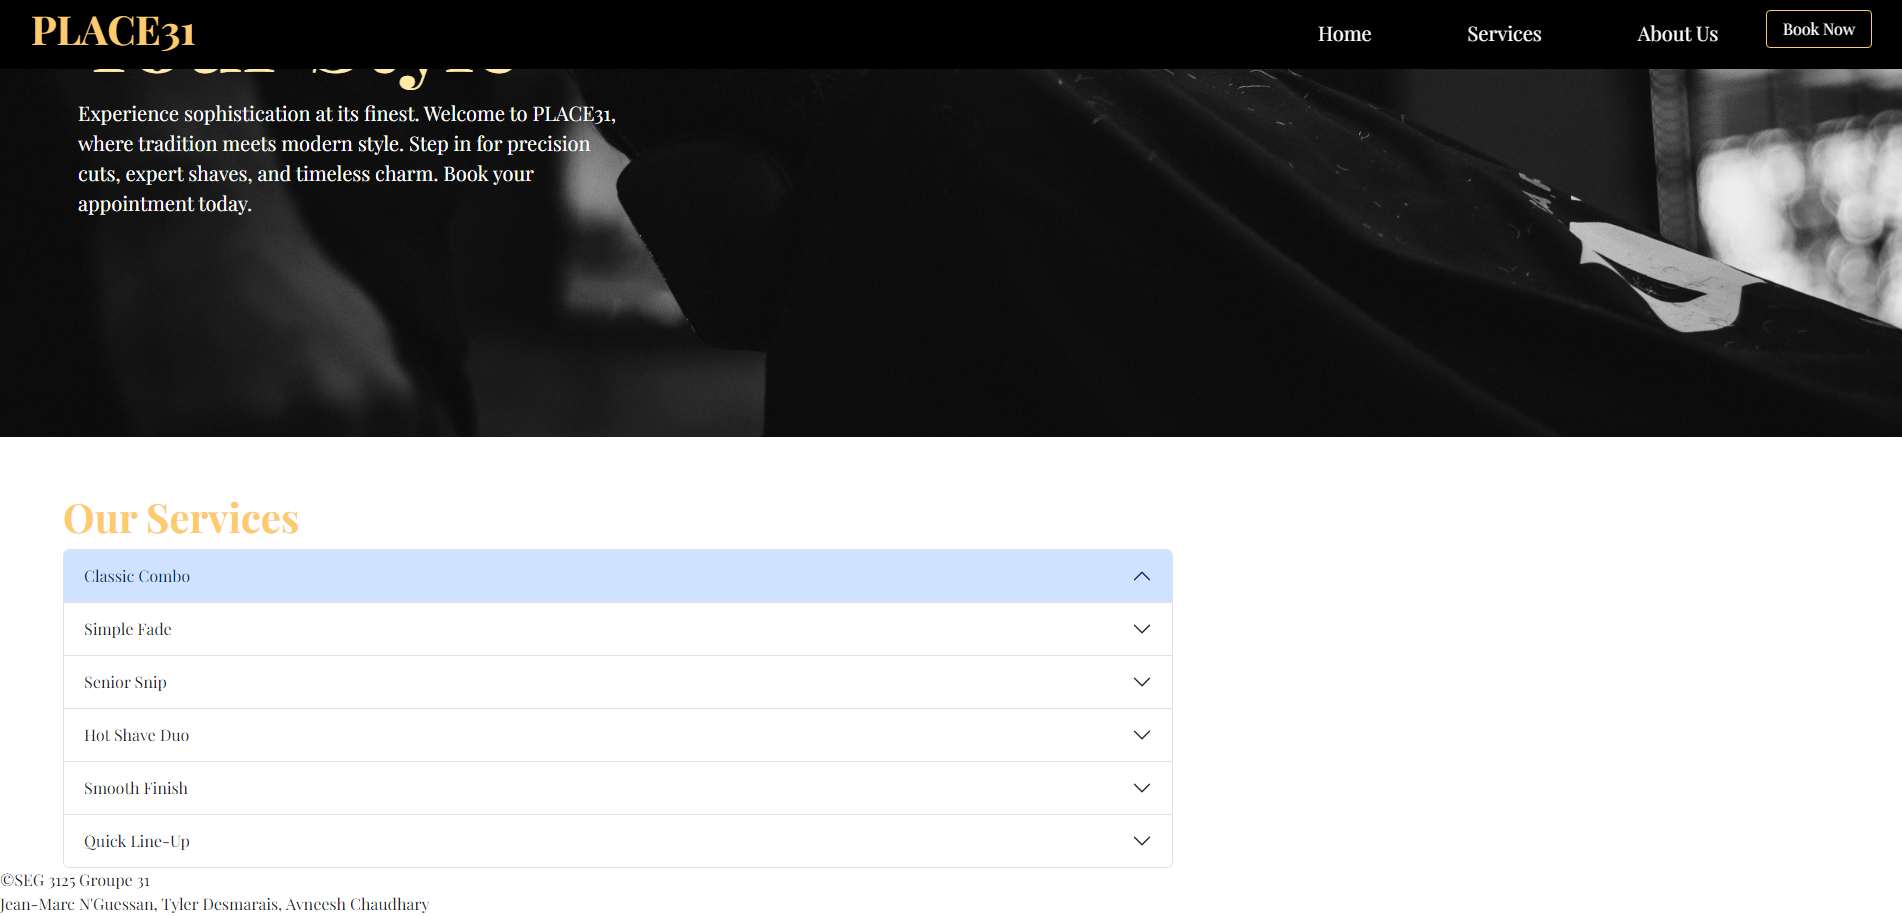 PLACE31
Home
Services
About Us
Book Now
Your Style
Experience sophistication at its finest. Welcome to PLACE31,
where tradition meets modern style. Step in for precision
cuts, expert shaves, and timeless charm. Book your
appointment today.
Our Services
Classic Combo
Simple Fade
Senior Snip
Hot Shave Duo
Smooth Finish
Quick Line-Up
©SEG 3125 Groupe 31
Jean-Marc N'Guessan, Tyler Desmarais, Avneesh Chaudhary